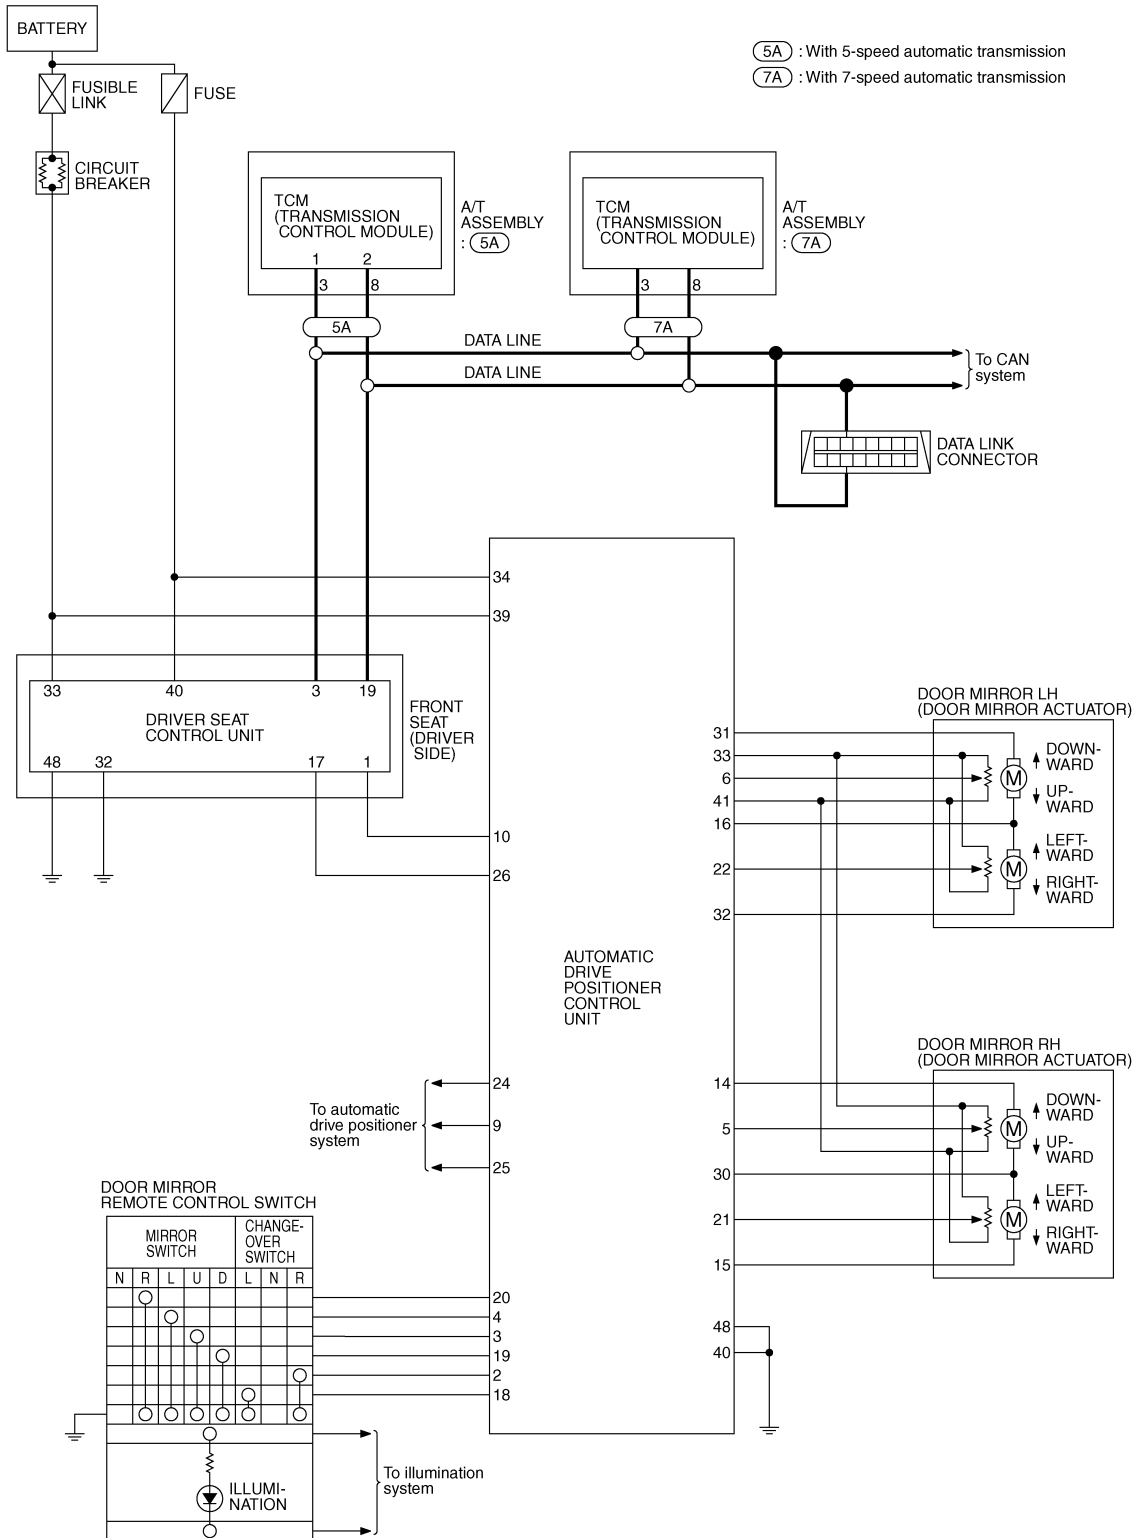 BATTERY
FUSIBLE
LINK
FUSE
CIRCUIT
BREAKER
5A : With 5-speed automatic transmission
7A : With 7-speed automatic transmission
TCM
(TRANSMISSION
CONTROL MODULE)
1 2
3 8
A/T
ASSEMBLY
: 5A
5A
TCM
(TRANSMISSION
CONTROL MODULE)
3 8
A/T
ASSEMBLY
: 7A
7A
DATA LINE
DATA LINE
To CAN
system
DATA LINK
CONNECTOR
34
39
33 40 3 19
DRIVER SEAT
CONTROL UNIT
48 32 17 1
FRONT
SEAT
(DRIVER
SIDE)
10
26
AUTOMATIC
DRIVE
POSITIONER
CONTROL
UNIT
DOOR MIRROR LH
(DOOR MIRROR ACTUATOR)
31
33
6
41
16
22
32
M
DOWN-
WARD
UP-
WARD
M
LEFT-
WARD
RIGHT-
WARD
DOOR MIRROR RH
(DOOR MIRROR ACTUATOR)
14
5
30
21
15
M
DOWN-
WARD
UP-
WARD
M
LEFT-
WARD
RIGHT-
WARD
48
40
24
9
25
To automatic
drive positioner
system
DOOR MIRROR
REMOTE CONTROL SWITCH
MIRROR
SWITCH
CHANGE-
OVER
SWITCH
N R L U D L N R
20
4
3
19
2
18
ILLUMI-
NATION
To illumination
system